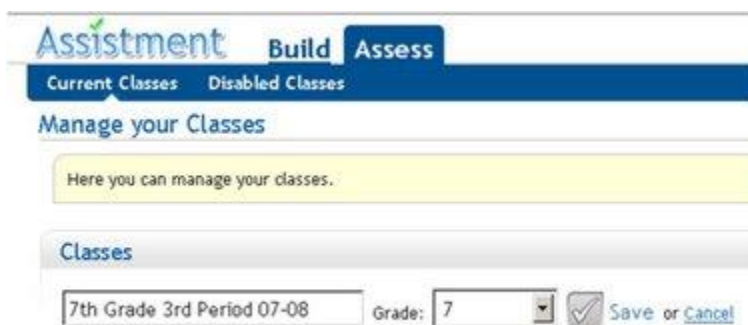 Assistment Build Assess
Current Classes Disabled Classes
Manage your Classes
Here you can manage your classes.
Classes
7th Grade 3rd Period 07-08 Grade: 7 Save or Cancel